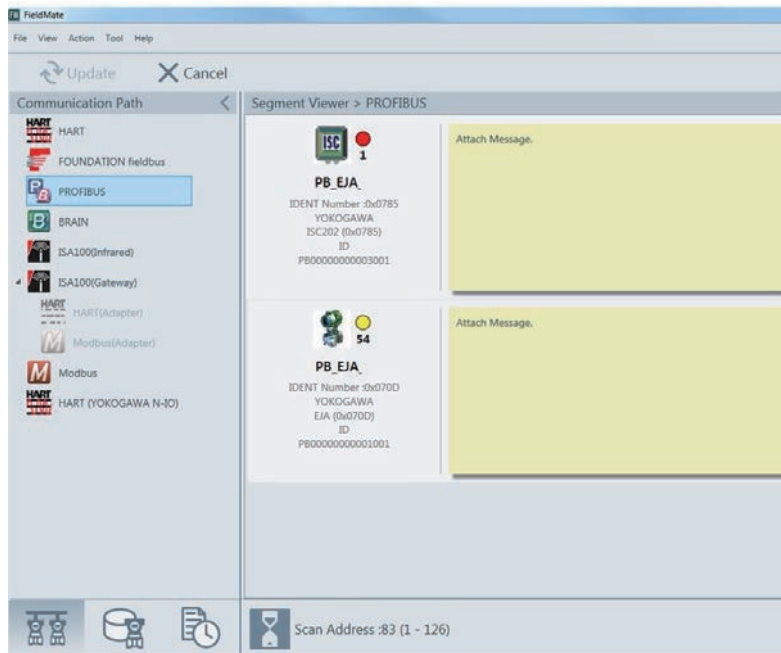 FieldMate
File View Action Tool Help
Update Cancel
Communication Path
HART
HART
FOUNDATION fieldbus
PROFIBUS
BRAIN
ISA100(Infrared)
ISA100(Gateway)
HART
HART(Adapter)
Modbus(Adapter)
Modbus
HART
HART (YOKOGAWA N-IO)
Segment Viewer > PROFIBUS
ISC
1
PB_EJA_
IDENT Number :0x0785
YOKOGAWA
ISC202 (0x0785)
ID
PB00000000003001
Attach Message.
54
PB_EJA_
IDENT Number :0x070D
YOKOGAWA
EJA (0x070D)
ID
PB00000000001001
Attach Message.
Scan Address :83 (1 - 126)